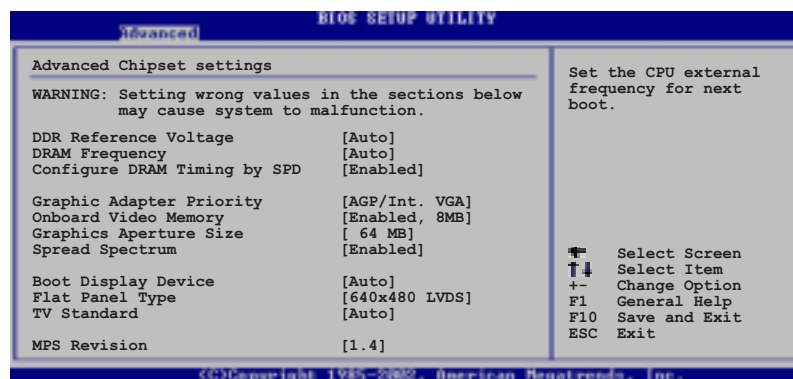 BIOS SETUP UTILITY
Advanced
Advanced Chipset settings
WARNING: Setting wrong values in the sections below
may cause system to malfunction.
DDR Reference Voltage [Auto]
DRAM Frequency [Auto]
Configure DRAM Timing by SPD [Enabled]
Graphic Adapter Priority [AGP/Int. VGA]
Onboard Video Memory [Enabled, 8MB]
Graphics Aperture Size [ 64 MB]
Spread Spectrum [Enabled]
Boot Display Device [Auto]
Flat Panel Type [640x480 LVDS]
TV Standard [Auto]
MPS Revision [1.4]
Set the CPU external
frequency for next
boot.
Select Screen
↑↓ Select Item
+- Change Option
F1 General Help
F10 Save and Exit
ESC Exit
(C)Copyright 1985-2002, American Megatrends, Inc.